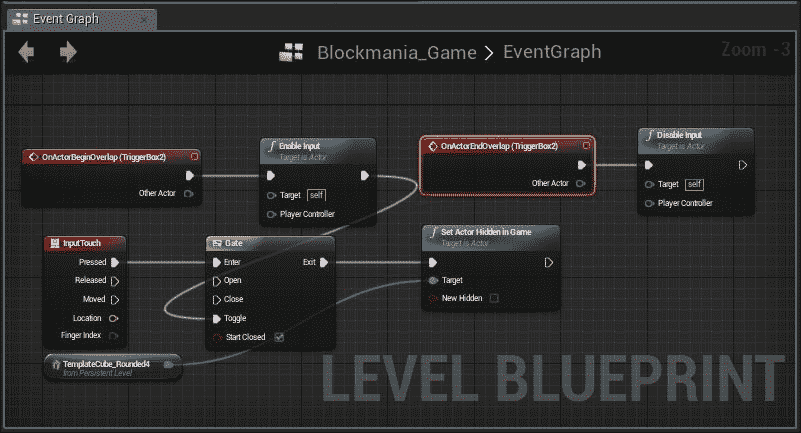 Event Graph
Blockmania_Game > EventGraph
Zoom -3
OnActorBeginOverlap (TriggerBox2)
Other Actor
f Enable Input
Target is Actor
Target self
Player Controller
OnActorEndOverlap (TriggerBox2)
Other Actor
f Disable Input
Target is Actor
Target self
Player Controller
InputTouch
Pressed
Released
Moved
Location
Finger Index
Gate
Enter Exit
Open
Close
Toggle
Start Closed
f Set Actor Hidden in Game
Target is Actor
Target
New Hidden
TemplateCube_Rounded4
from Persistent Level
LEVEL BLUEPRINT